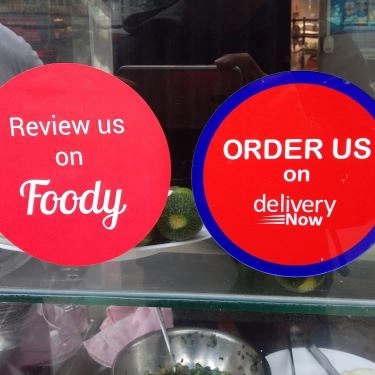 Review us
on
Foody
ORDER US
on
delivery
Now